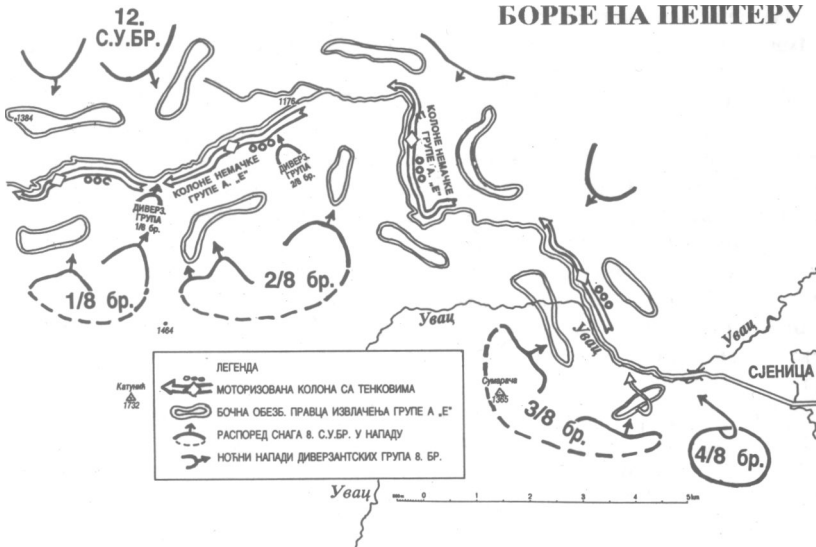 БОРБЕ НА ПЕШТЕРУ
12.
С.У.БР.
1384
1176
КОЛОНЕ НЕМАЧКЕ
ГРУПЕ А. „Е"
КОЛОНЕ НЕМАЧКЕ
ГРУПЕ А. „Е"
ДИВЕРЗ.
ГРУПА
2/8 бр.
ДИВЕРЗ.
ГРУПА
1/8 бр.
1/8 бр.
2/8 бр.
1464
Увац
Увац
Увац
СЈЕНИЦА
Катунић
1732
Сумарача
1365
3/8 бр.
4/8 бр.
ЛЕГЕНДА
МОТОРИЗОВАНА КОЛОНА СА ТЕНКОВИМА
БОЧНА ОБЕЗБ. ПРАВЦА ИЗВЛАЧЕЊА ГРУПЕ А „Е"
РАСПОРЕД СНАГА 8. С.У.БР. У НАПАДУ
НОЋНИ НАПАДИ ДИВЕРЗАНТСКИХ ГРУПА 8. БР.
Увац
0 1 2 3 4 5 km